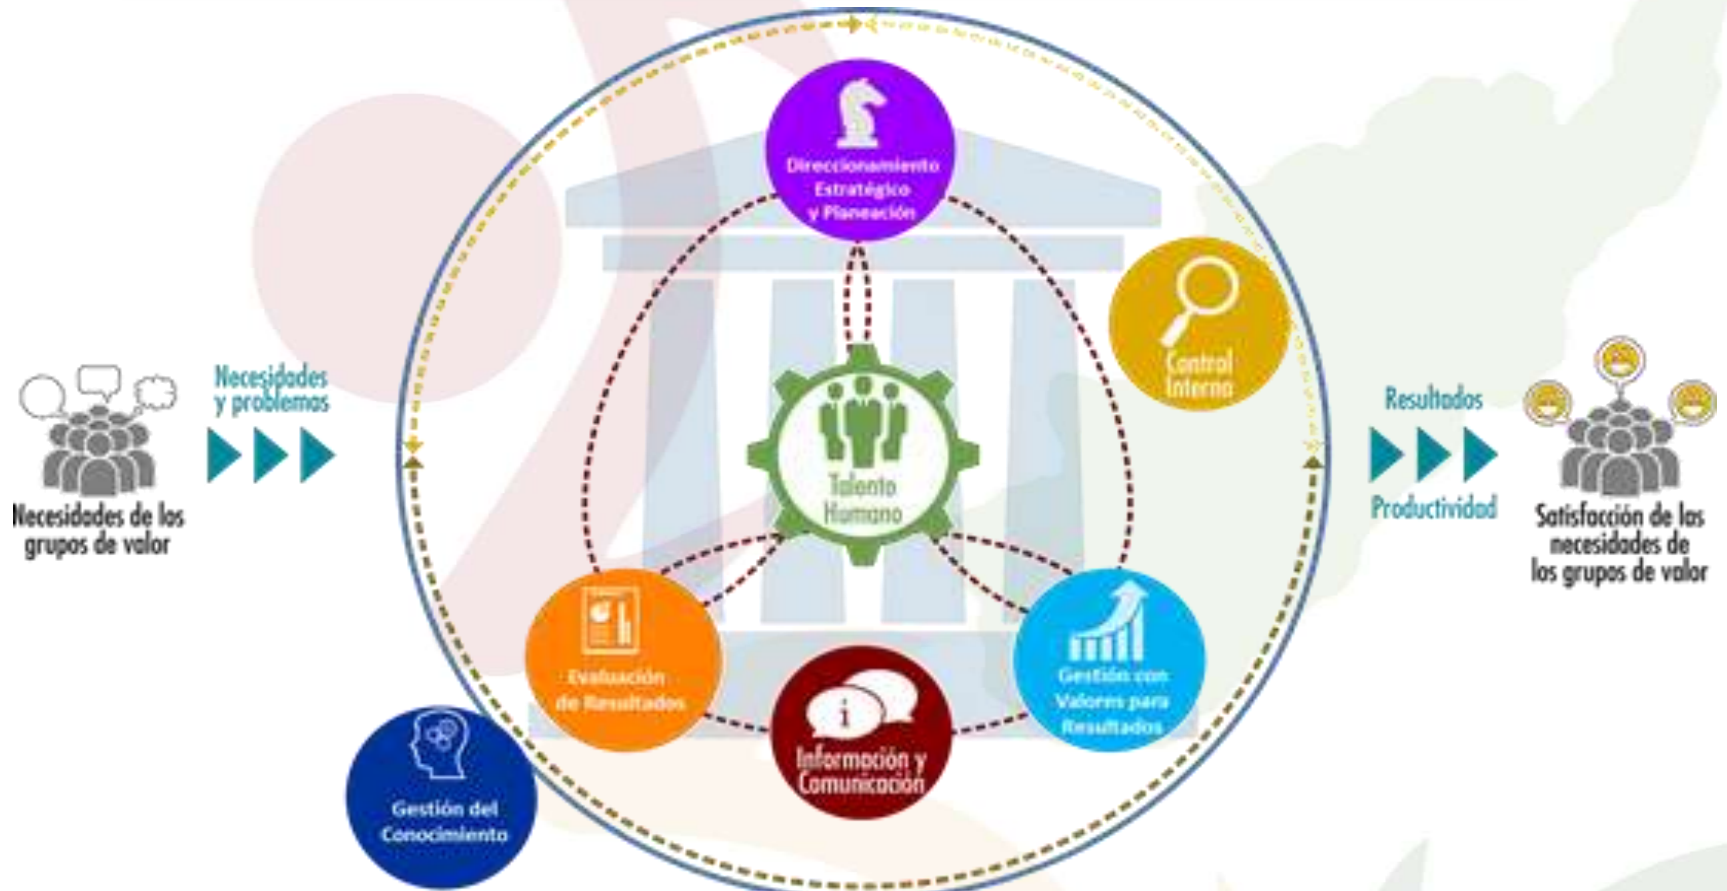 Direccionamiento
Estratégico
y Planeación
Control
Interno
Necesidades
y problemas
Necesidades de los
grupos de valor
Talento
Humano
Resultados
Productividad
Satisfacción de las
necesidades de
los grupos de valor
Evaluación
de Resultados
i
Información y
Comunicación
Gestión con
Valores para
Resultados
Gestión del
Conocimiento